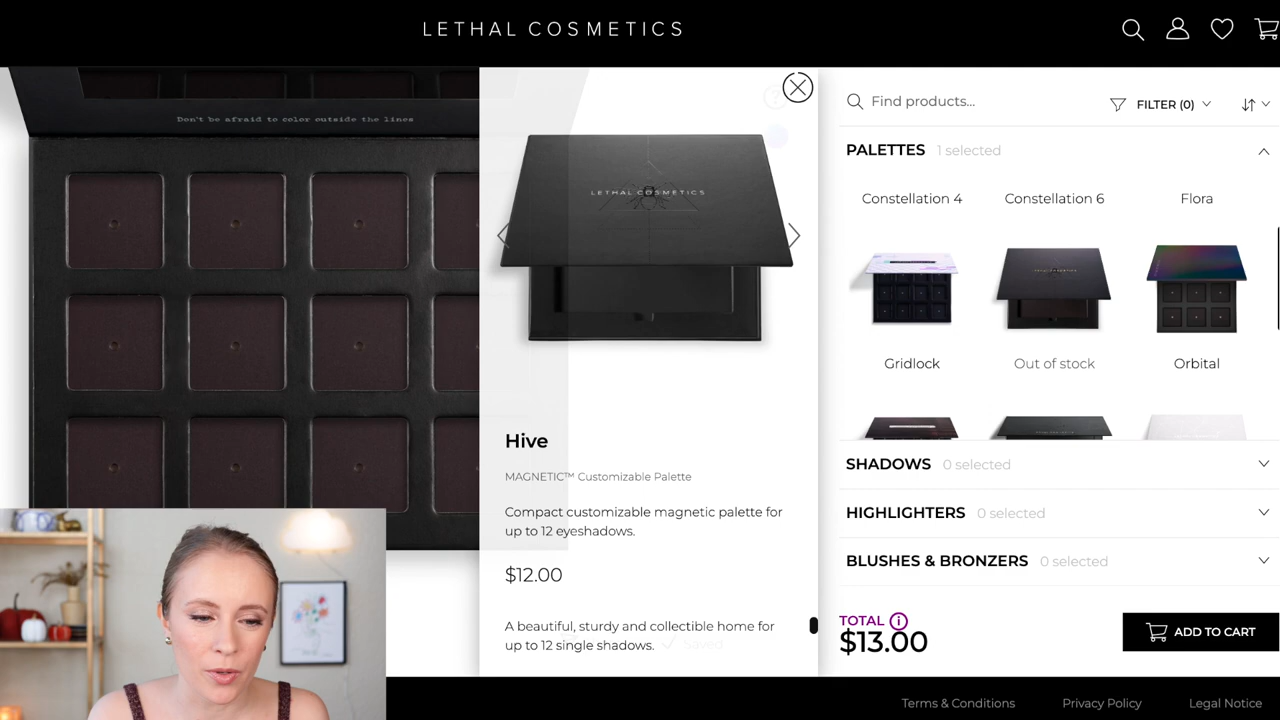 LETHAL COSMETICS
Don't be afraid to color outside the lines
LETHAL COSMETICS
Hive
MAGNETIC™ Customizable Palette
Compact customizable magnetic palette for
up to 12 eyeshadows.
$12.00
A beautiful, sturdy and collectible home for
up to 12 single shadows.
Saved
Find products...
FILTER (0)
PALETTES 1 selected
Constellation 4
Constellation 6
Flora
Gridlock
Out of stock
Orbital
SHADOWS 0 selected
HIGHLIGHTERS 0 selected
BLUSHES & BRONZERS 0 selected
TOTAL i
$13.00
ADD TO CART
Terms & Conditions
Privacy Policy
Legal Notice